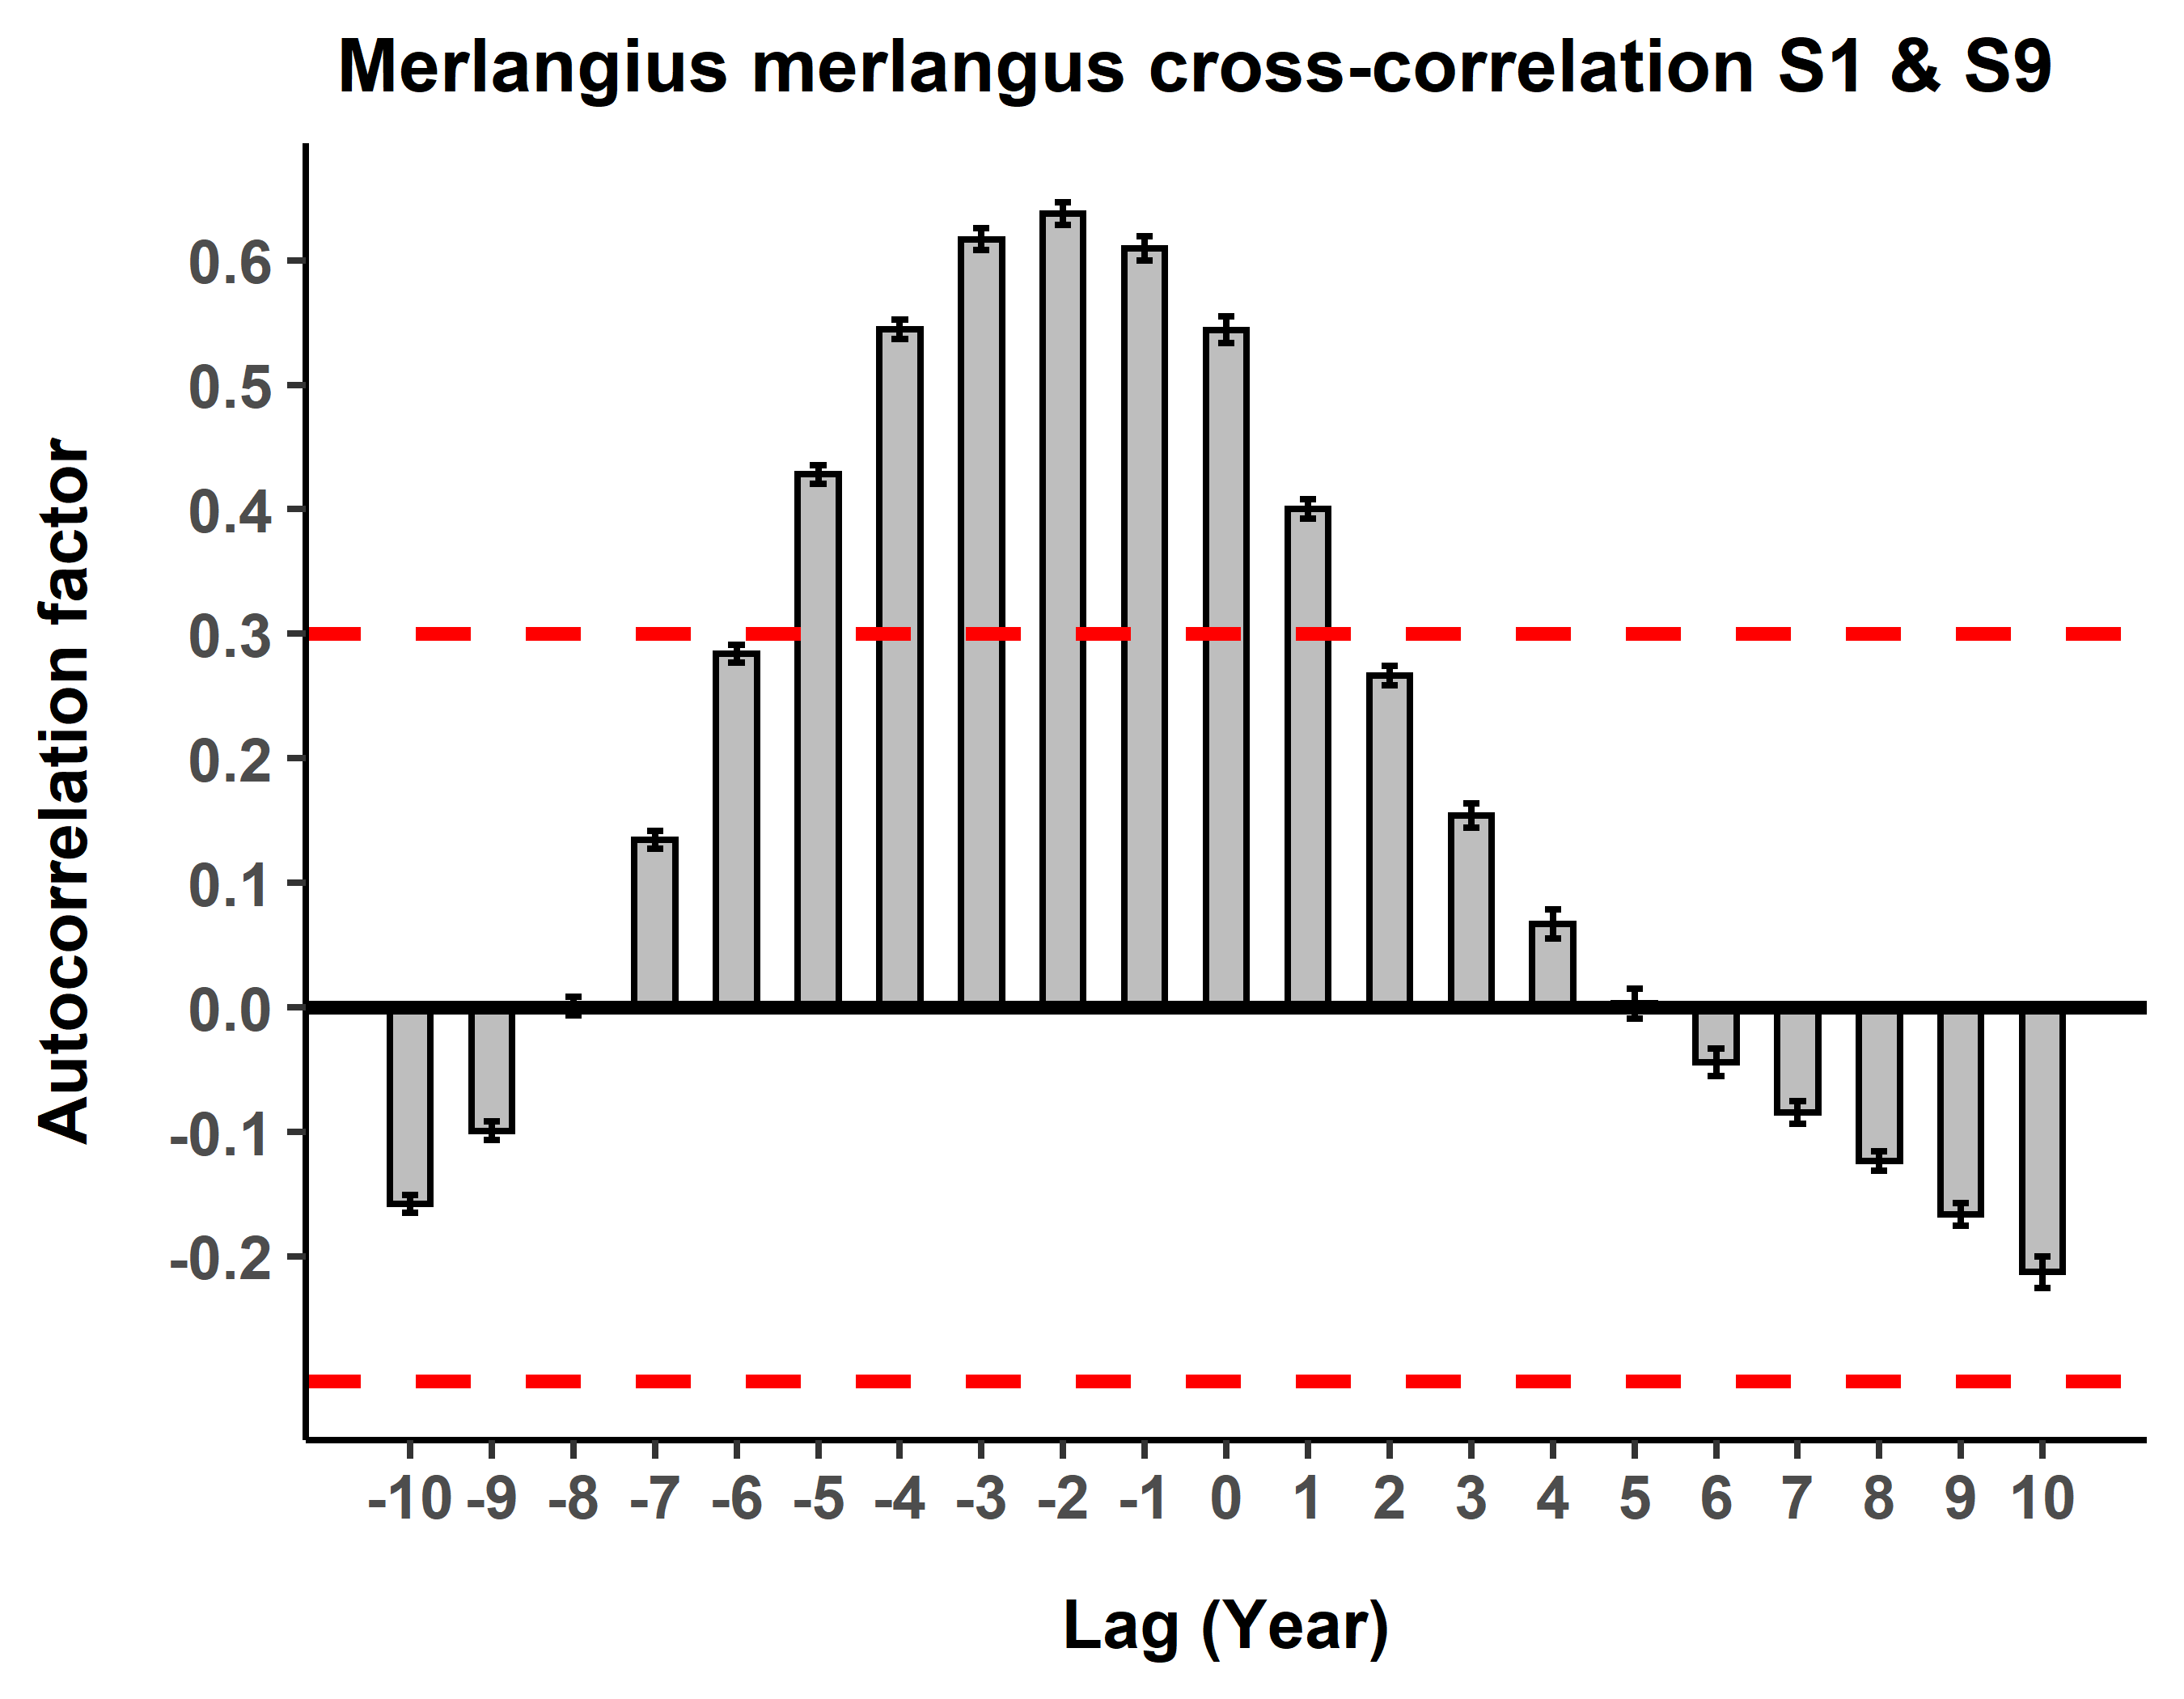 Merlangius merlangus cross-correlation S1 & S9
Autocorrelation factor
0.6
0.5
0.4
0.3
0.2
0.1
0.0
-0.1
-0.2
-10 -9 -8 -7 -6 -5 -4 -3 -2 -1 0 1 2 3 4 5 6 7 8 9 10
Lag (Year)